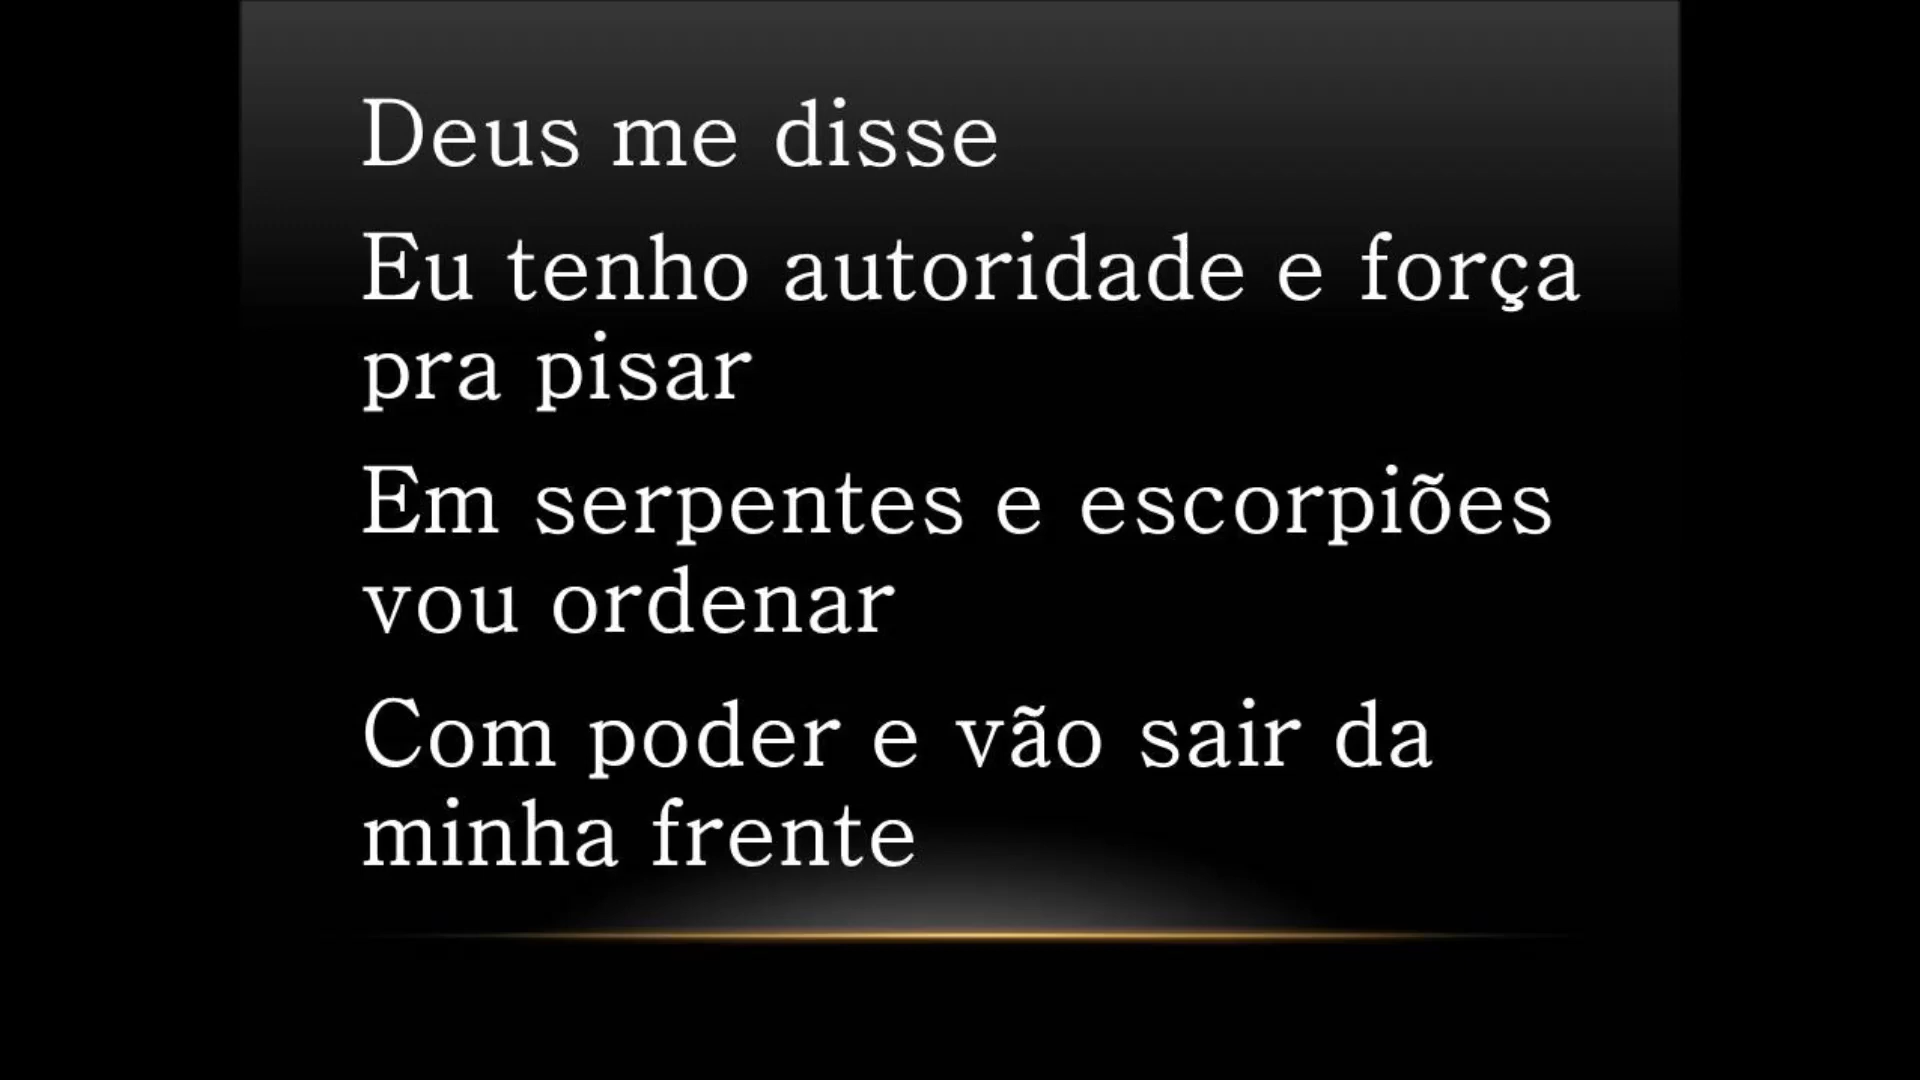 Deus me disse
Eu tenho autoridade e força
pra pisar
Em serpentes e escorpiões
vou ordenar
Com poder e vão sair da
minha frente